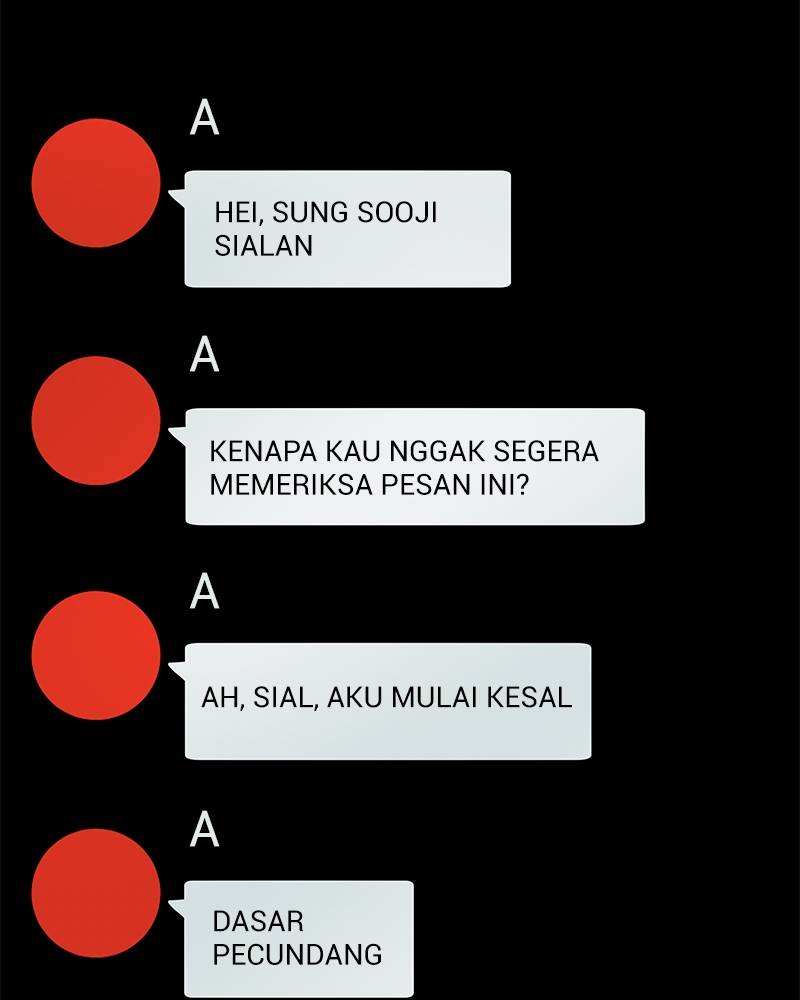 A
HEI, SUNG SOOJI
SIALAN
A
KENAPA KAU NGGAK SEGERA
MEMERIKSA PESAN INI?
A
AH, SIAL, AKU MULAI KESAL
A
DASAR
PECUNDANG